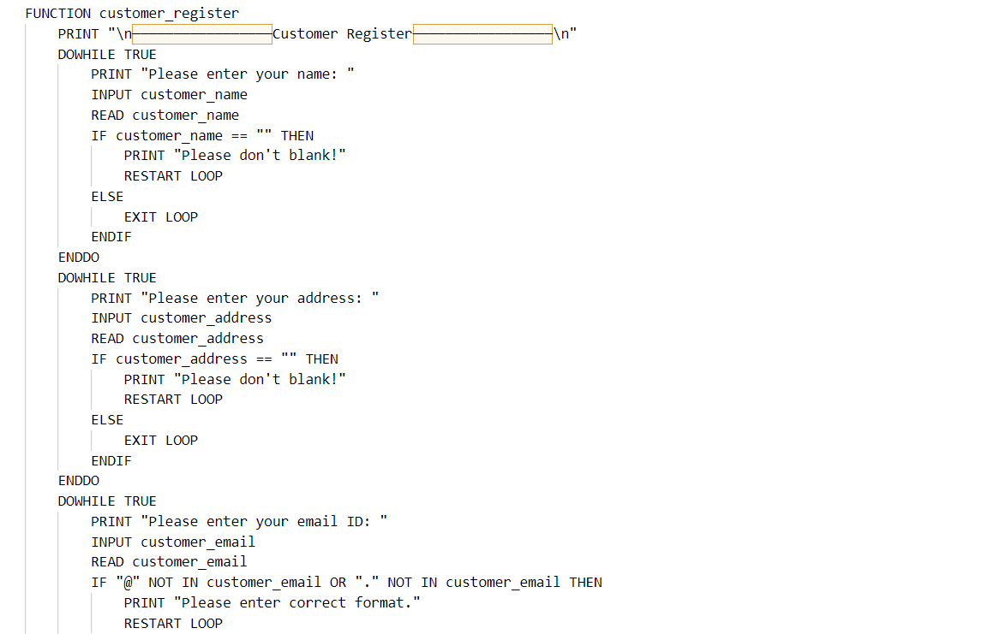 FUNCTION customer_register
PRINT "\n─────────────────Customer Register─────────────────\n"
DOWHILE TRUE
PRINT "Please enter your name: "
INPUT customer_name
READ customer_name
IF customer_name == "" THEN
PRINT "Please don't blank!"
RESTART LOOP
ELSE
EXIT LOOP
ENDIF
ENDDO
DOWHILE TRUE
PRINT "Please enter your address: "
INPUT customer_address
READ customer_address
IF customer_address == "" THEN
PRINT "Please don't blank!"
RESTART LOOP
ELSE
EXIT LOOP
ENDIF
ENDDO
DOWHILE TRUE
PRINT "Please enter your email ID: "
INPUT customer_email
READ customer_email
IF "@" NOT IN customer_email OR "." NOT IN customer_email THEN
PRINT "Please enter correct format."
RESTART LOOP